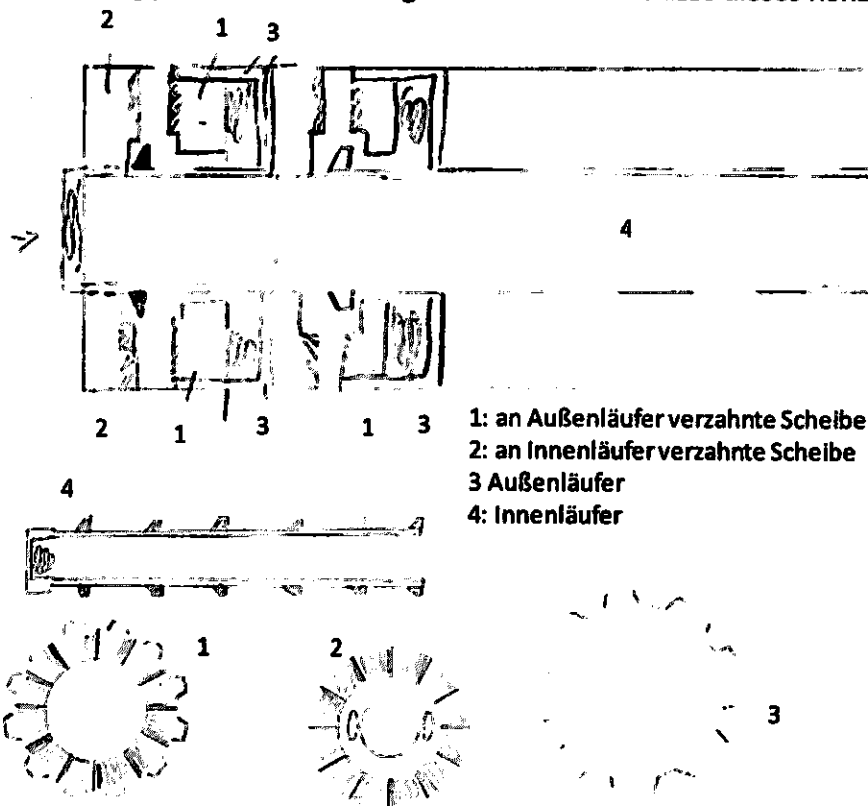 2 1 3
4
2 1 3 1 3
1: an Außenläufer verzahnte Scheibe
2: an Innenläufer verzahnte Scheibe
3 Außenläufer
4: Innenläufer
4
1 2
3